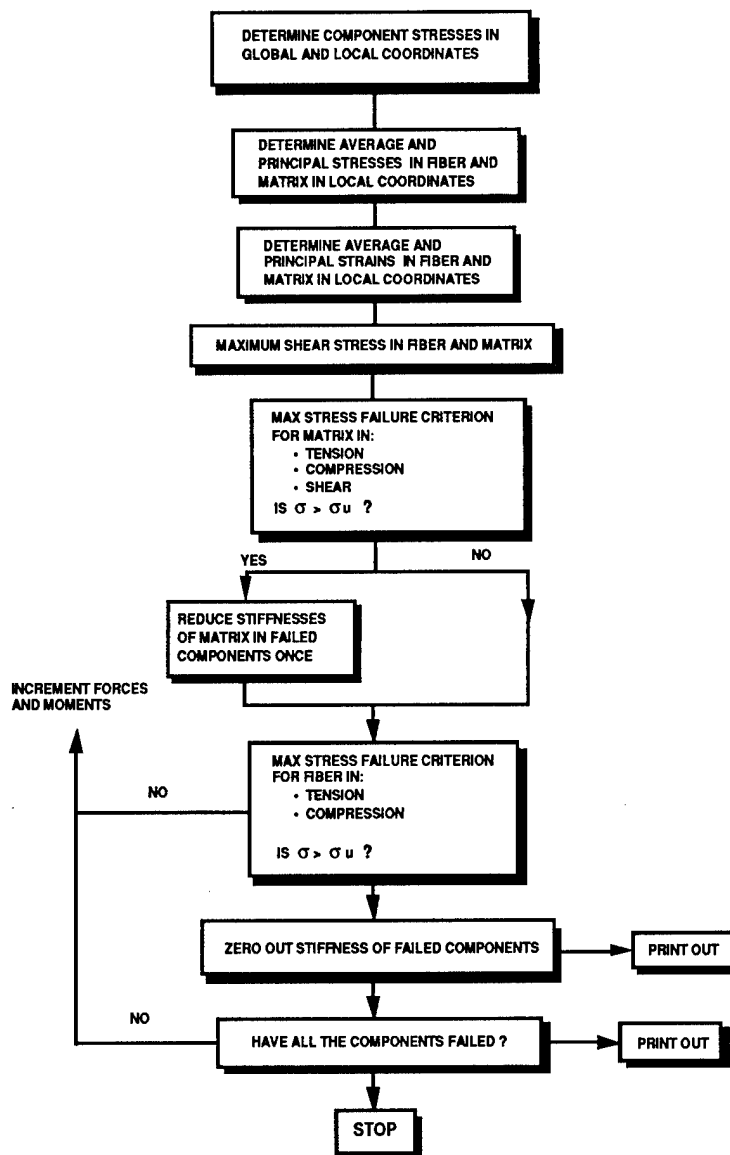 DETERMINE COMPONENT STRESSES IN
GLOBAL AND LOCAL COORDINATES
DETERMINE AVERAGE AND
PRINCIPAL STRESSES IN FIBER AND
MATRIX IN LOCAL COORDINATES
DETERMINE AVERAGE AND
PRINCIPAL STRAINS IN FIBER AND
MATRIX IN LOCAL COORDINATES
MAXIMUM SHEAR STRESS IN FIBER AND MATRIX
MAX STRESS FAILURE CRITERION
FOR MATRIX IN:
• TENSION
• COMPRESSION
• SHEAR
IS σ > σu ?
YES
NO
REDUCE STIFFNESSES
OF MATRIX IN FAILED
COMPONENTS ONCE
INCREMENT FORCES
AND MOMENTS
MAX STRESS FAILURE CRITERION
FOR FIBER IN:
• TENSION
• COMPRESSION
IS σ > σu ?
NO
ZERO OUT STIFFNESS OF FAILED COMPONENTS
PRINT OUT
NO
HAVE ALL THE COMPONENTS FAILED ?
PRINT OUT
STOP